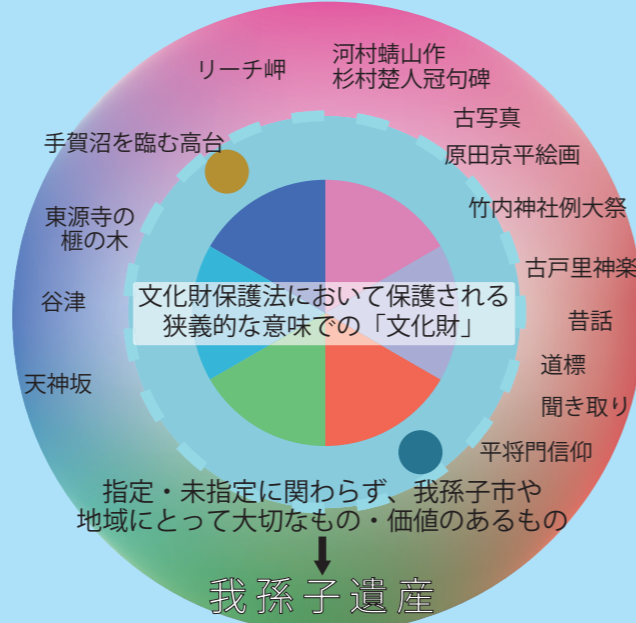 リーチ岬
河村蜻山作
杉村楚人冠句碑
古写真
手賀沼を臨む高台
原田京平絵画
東源寺の
榧の木
竹内神社例大祭
古戸里神楽
谷津
文化財保護法において保護される
狭義的な意味での「文化財」
昔話
道標
天神坂
聞き取り
平将門信仰
指定・未指定に関わらず、我孫子市や
地域にとって大切なもの・価値のあるもの
我孫子遺産